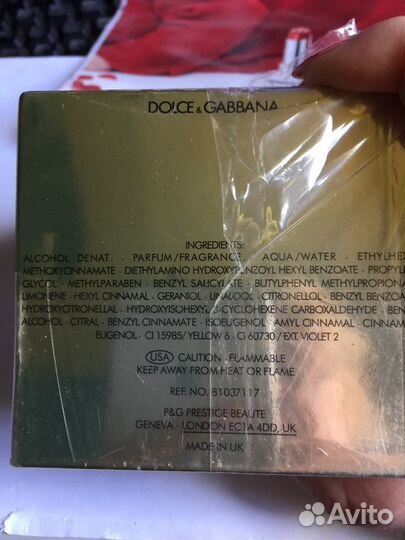 DOLCE & GABBANA
INGREDIENTS:
ALCOHOL DENAT. · PARFUM/FRAGRANCE · AQUA/WATER · ETHYLHEX
METHOXYCINNAMATE · DIETHYLAMINO HYDROXYBENZOYL HEXYL BENZOATE · PROPYL
GLYCOL · METHYLPARABEN · BENZYL SALICYLATE · BUTYLPHENYL METHYLPROPIONA
LIMONENE · HEXYL CINNAMAL · GERANIOL · LINALOOL · CITRONELLOL · BENZYL BENZOA
HYDROXYCITRONELLAL · HYDROXYISOHEXYL 3-CYCLOHEXENE CARBOXALDEHYDE · BEN
ALCOHOL · CITRAL · BENZYL CINNAMATE · ISOEUGENOL · AMYL CINNAMAL · CINNAM
EUGENOL · CI 15985/YELLOW 6 · CI 60730/EXT. VIOLET 2
USA CAUTION: FLAMMABLE
KEEP AWAY FROM HEAT OR FLAME
REF. NO. 81037117
P&G PRESTIGE BEAUTE
GENEVA · LONDON EC1A 4DD, UK
MADE IN UK
Avito